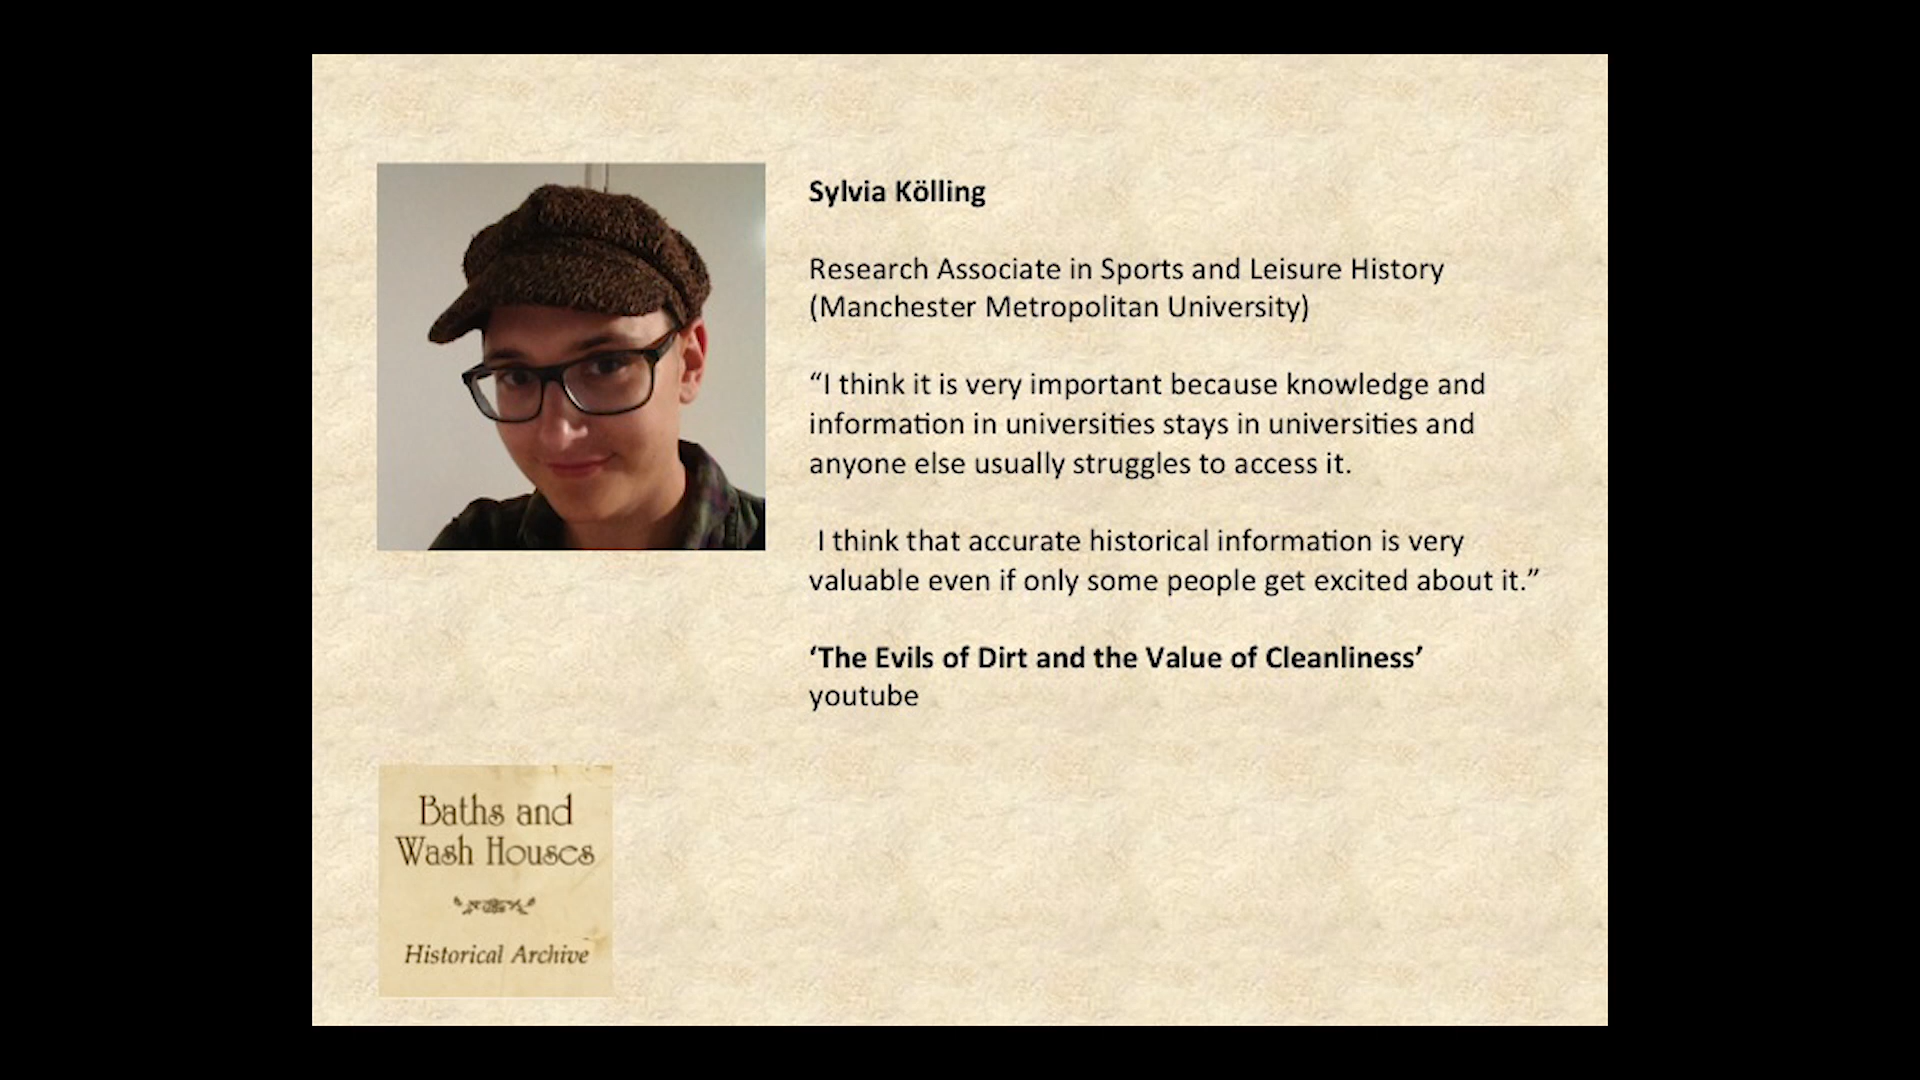 Sylvia Kölling
Research Associate in Sports and Leisure History
(Manchester Metropolitan University)
“I think it is very important because knowledge and
information in universities stays in universities and
anyone else usually struggles to access it.
I think that accurate historical information is very
valuable even if only some people get excited about it.”
‘The Evils of Dirt and the Value of Cleanliness’
youtube
Baths and
Wash Houses
Historical Archive